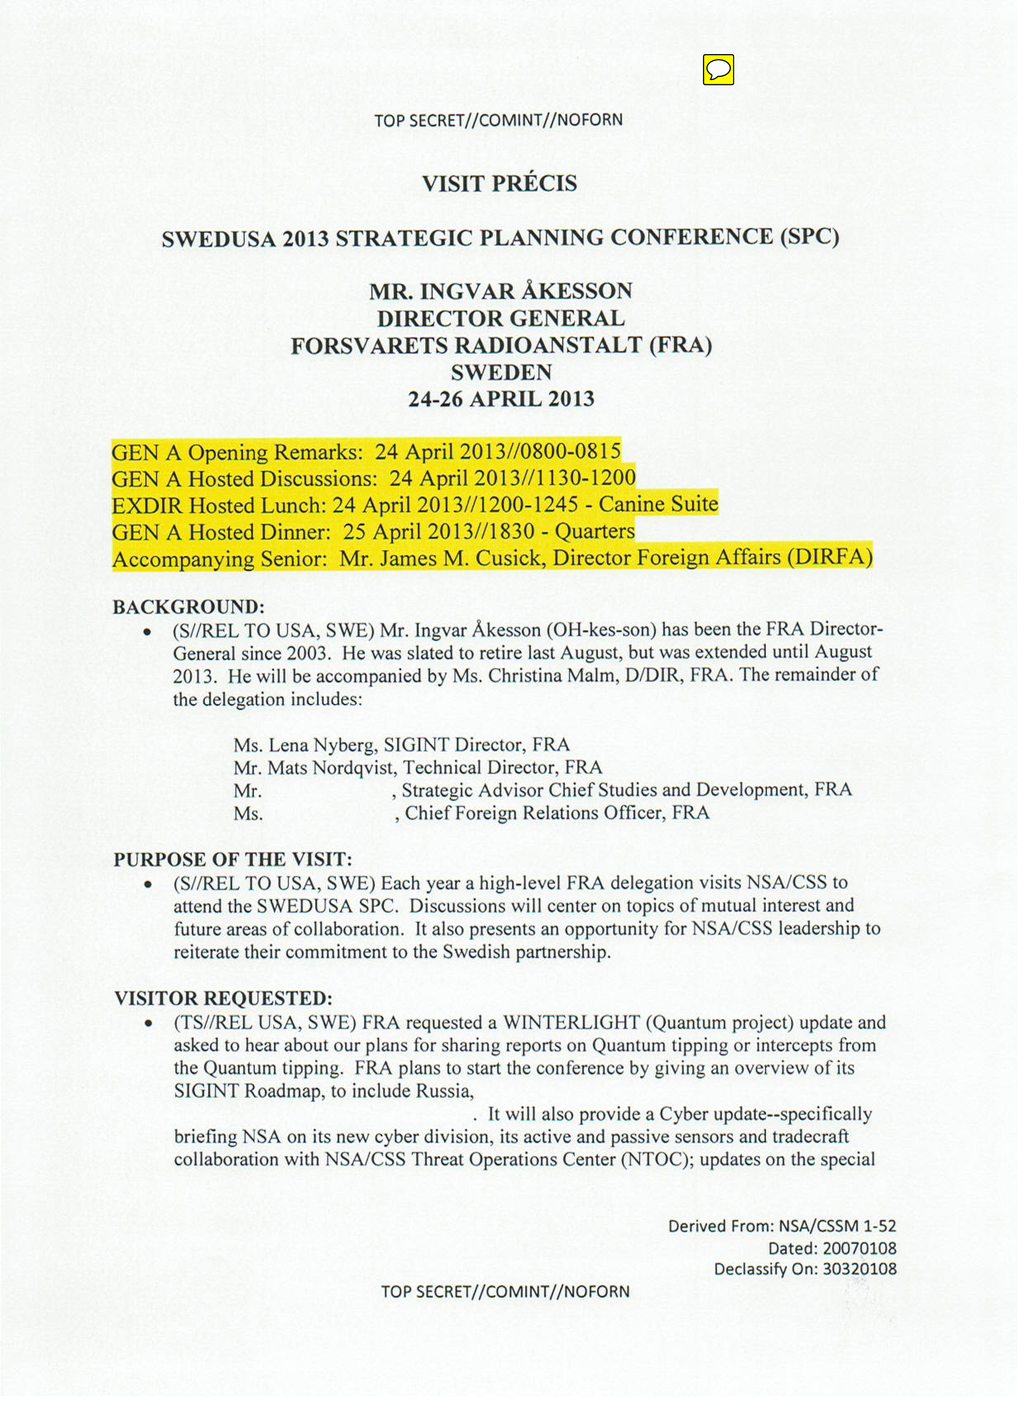 TOP SECRET//COMINT//NOFORN
VISIT PRÉCIS
SWEDUSA 2013 STRATEGIC PLANNING CONFERENCE (SPC)
MR. INGVAR ÅKESSON
DIRECTOR GENERAL
FORSVARETS RADIOANSTALT (FRA)
SWEDEN
24-26 APRIL 2013
GEN A Opening Remarks: 24 April 2013//0800-0815
GEN A Hosted Discussions: 24 April 2013//1130-1200
EXDIR Hosted Lunch: 24 April 2013//1200-1245 - Canine Suite
GEN A Hosted Dinner: 25 April 2013//1830 - Quarters
Accompanying Senior: Mr. James M. Cusick, Director Foreign Affairs (DIRFA)
BACKGROUND:
• (S//REL TO USA, SWE) Mr. Ingvar Åkesson (OH-kes-son) has been the FRA Director-
General since 2003. He was slated to retire last August, but was extended until August
2013. He will be accompanied by Ms. Christina Malm, D/DIR, FRA. The remainder of
the delegation includes:
Ms. Lena Nyberg, SIGINT Director, FRA
Mr. Mats Nordqvist, Technical Director, FRA
Mr. , Strategic Advisor Chief Studies and Development, FRA
Ms. , Chief Foreign Relations Officer, FRA
PURPOSE OF THE VISIT:
• (S//REL TO USA, SWE) Each year a high-level FRA delegation visits NSA/CSS to
attend the SWEDUSA SPC. Discussions will center on topics of mutual interest and
future areas of collaboration. It also presents an opportunity for NSA/CSS leadership to
reiterate their commitment to the Swedish partnership.
VISITOR REQUESTED:
• (TS//REL USA, SWE) FRA requested a WINTERLIGHT (Quantum project) update and
asked to hear about our plans for sharing reports on Quantum tipping or intercepts from
the Quantum tipping. FRA plans to start the conference by giving an overview of its
SIGINT Roadmap, to include Russia,
. It will also provide a Cyber update--specifically
briefing NSA on its new cyber division, its active and passive sensors and tradecraft
collaboration with NSA/CSS Threat Operations Center (NTOC); updates on the special
Derived From: NSA/CSSM 1-52
Dated: 20070108
Declassify On: 30320108
TOP SECRET//COMINT//NOFORN